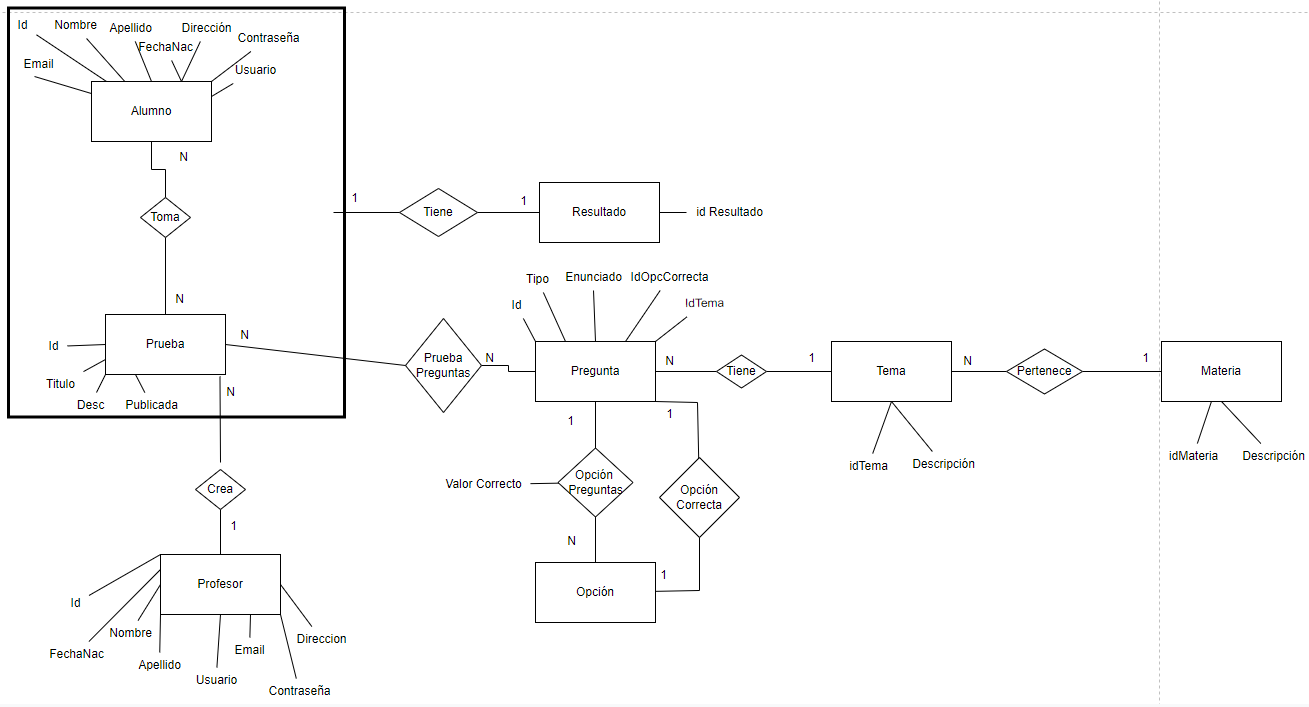 Id
Nombre
Apellido
Dirección
FechaNac
Contraseña
Email
Usuario
Alumno
N
Toma
N
1
Tiene
1
Resultado
id Resultado
Id
Prueba
N
Titulo
Desc
Publicada
N
Prueba
Preguntas
N
Tipo
Enunciado
IdOpcCorrecta
Id
IdTema
Pregunta
N
Tiene
1
Tema
N
Pertenece
1
Materia
idTema
Descripción
idMateria
Descripción
1
1
Valor Correcto
Opción
Preguntas
Opción
Correcta
N
1
Opción
Crea
1
Profesor
Id
FechaNac
Nombre
Apellido
Usuario
Email
Contraseña
Direccion